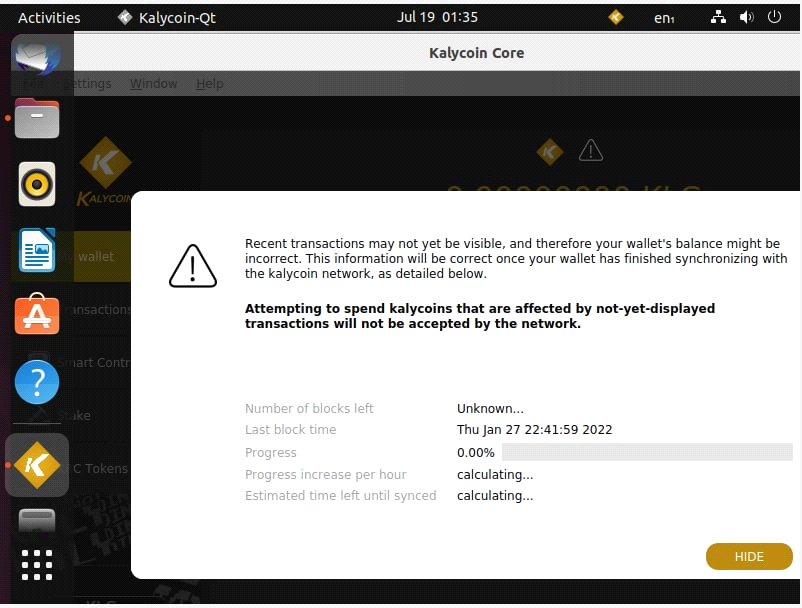 Activities Kalycoin-Qt Jul 19 01:35 en₁
Kalycoin Core
File Settings Window Help
KALYCOIN
My wallet
Transactions
Stake
Recent transactions may not yet be visible, and therefore your wallet's balance might be
incorrect. This information will be correct once your wallet has finished synchronizing with
the kalycoin network, as detailed below.
Attempting to spend kalycoins that are affected by not-yet-displayed
transactions will not be accepted by the network.
Number of blocks left Unknown...
Last block time Thu Jan 27 22:41:59 2022
Progress 0.00%
Progress increase per hour calculating...
Estimated time left until synced calculating...
HIDE